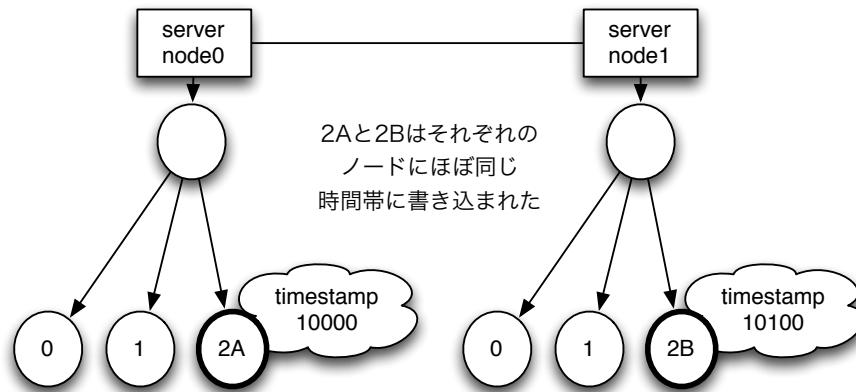 server
node0
server
node1
2Aと2Bはそれぞれの
ノードにほぼ同じ
時間帯に書き込まれた
timestamp
10000
timestamp
10100
0
1
2A
0
1
2B